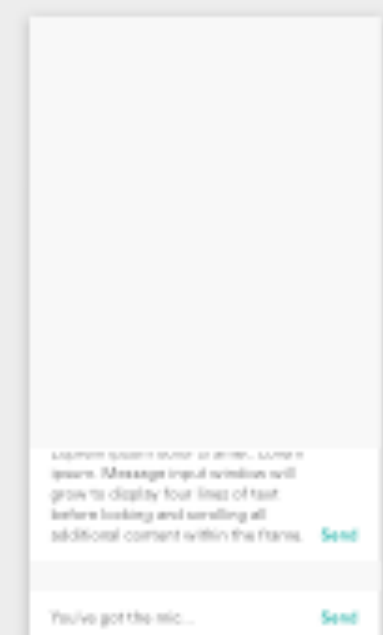 ipsum. Message input window will
grow to display four lines of text
before locking and scrolling all
additional content within the frame. Send
You've got the mic... Send